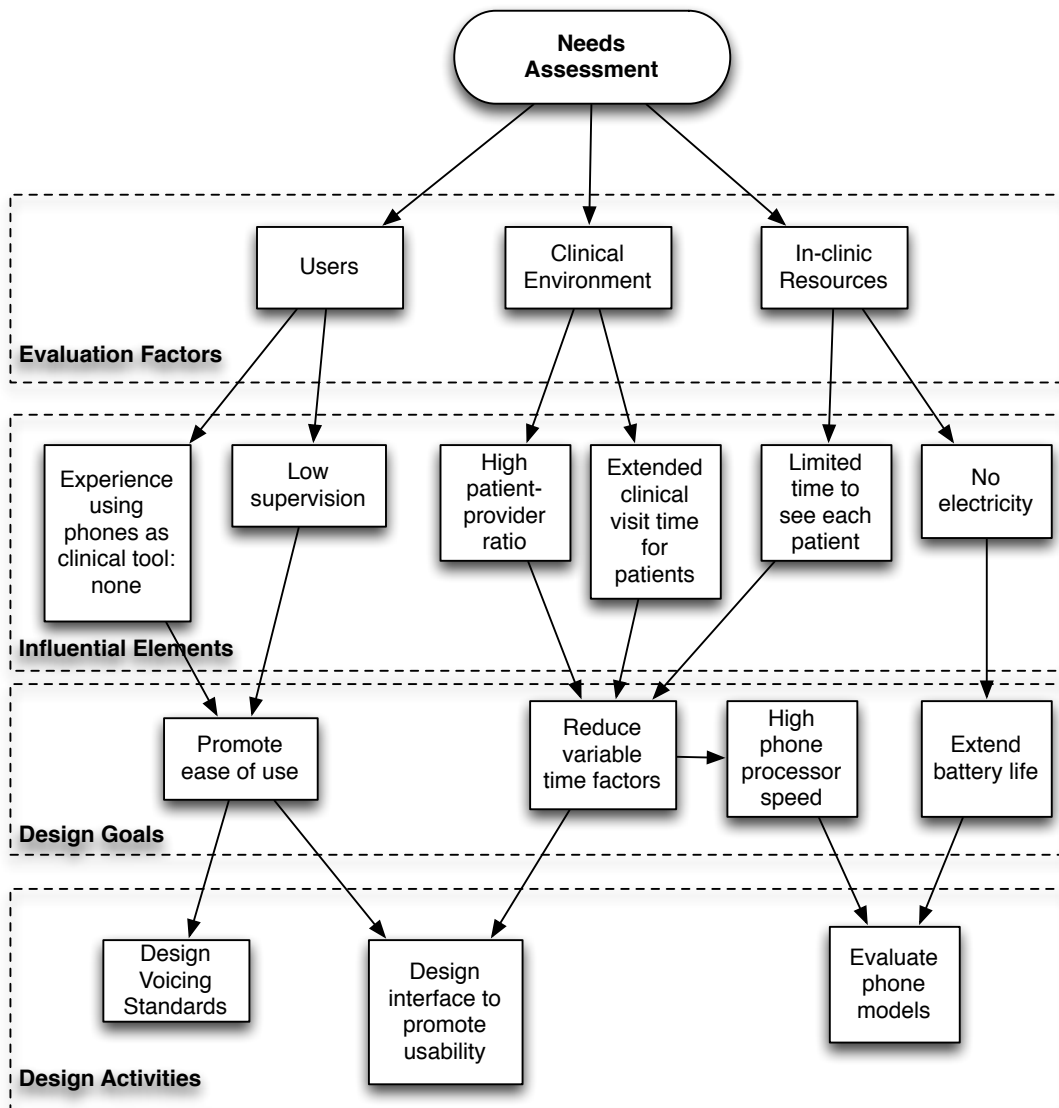 Needs
Assessment
Users
Clinical
Environment
In-clinic
Resources
Evaluation Factors
Experience
using
phones as
clinical tool:
none
Low
supervision
High
patient-
provider
ratio
Extended
clinical
visit time
for
patients
Limited
time to
see each
patient
No
electricity
Influential Elements
Promote
ease of use
Reduce
variable
time factors
High
phone
processor
speed
Extend
battery life
Design Goals
Design
Voicing
Standards
Design
interface to
promote
usability
Evaluate
phone
models
Design Activities